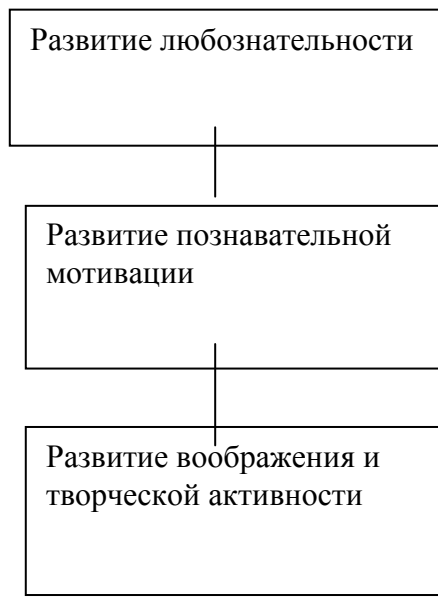 Развитие любознательности
Развитие познавательной
мотивации
Развитие воображения и
творческой активности